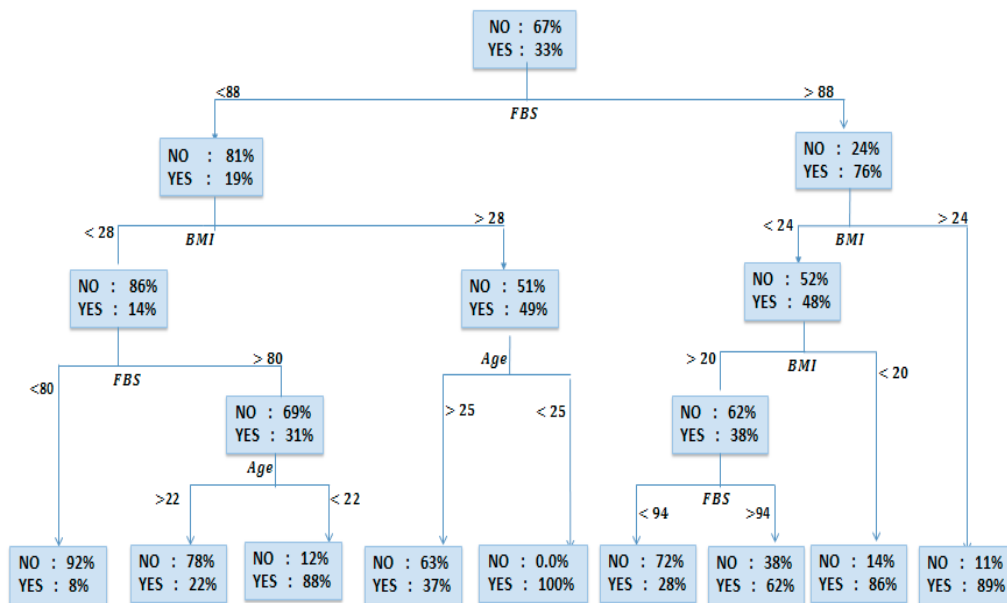 NO : 67%
YES : 33%
<88
> 88
FBS
NO : 81%
YES : 19%
NO : 24%
YES : 76%
< 28
BMI
> 28
< 24
BMI
> 24
NO : 86%
YES : 14%
NO : 51%
YES : 49%
NO : 52%
YES : 48%
<80
FBS
> 80
Age
> 20
BMI
< 20
NO : 69%
YES : 31%
> 25
< 25
NO : 62%
YES : 38%
Age
>22
< 22
< 94
FBS
>94
NO : 92%
YES : 8%
NO : 78%
YES : 22%
NO : 12%
YES : 88%
NO : 63%
YES : 37%
NO : 0.0%
YES : 100%
NO : 72%
YES : 28%
NO : 38%
YES : 62%
NO : 14%
YES : 86%
NO : 11%
YES : 89%